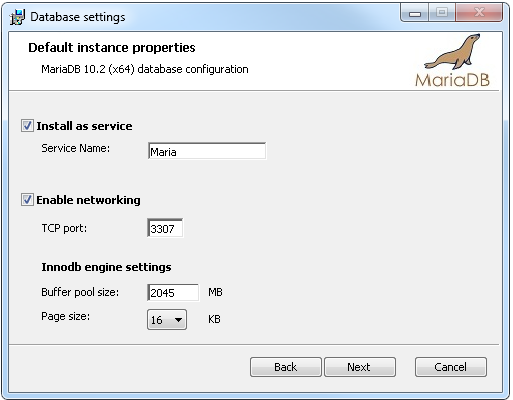 Database settings
Default instance properties
MariaDB 10.2 (x64) database configuration
MariaDB
Install as service
Service Name: Maria
Enable networking
TCP port: 3307
Innodb engine settings
Buffer pool size: 2045 MB
Page size: 16 KB
Back Next Cancel